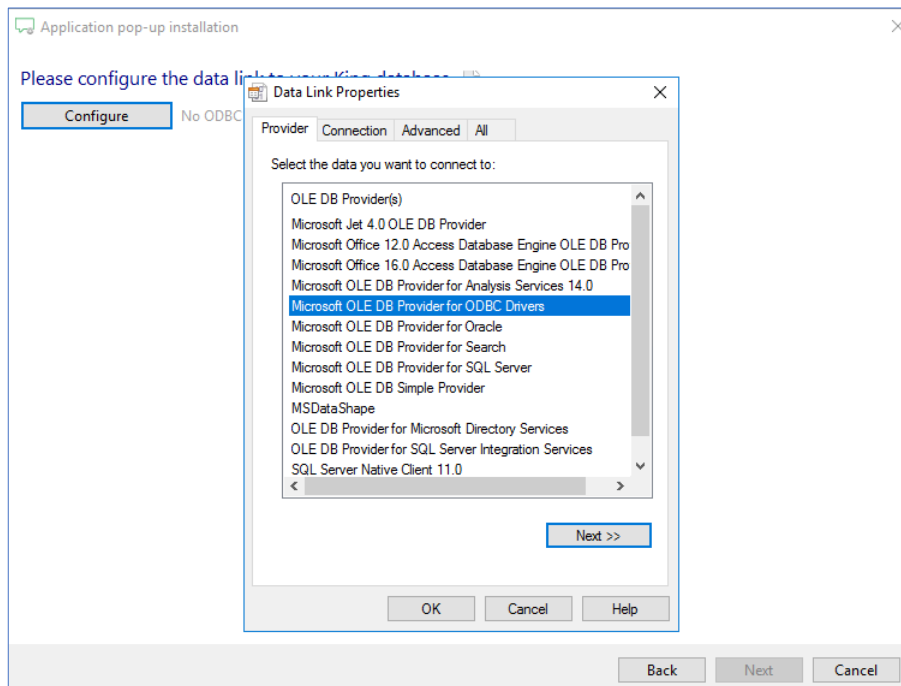 Application pop-up installation
Please configure the data link to your King database
Configure
No ODBC
Data Link Properties
Provider
Connection
Advanced
All
Select the data you want to connect to:
OLE DB Provider(s)
Microsoft Jet 4.0 OLE DB Provider
Microsoft Office 12.0 Access Database Engine OLE DB Pro
Microsoft Office 16.0 Access Database Engine OLE DB Pro
Microsoft OLE DB Provider for Analysis Services 14.0
Microsoft OLE DB Provider for ODBC Drivers
Microsoft OLE DB Provider for Oracle
Microsoft OLE DB Provider for Search
Microsoft OLE DB Provider for SQL Server
Microsoft OLE DB Simple Provider
MSDataShape
OLE DB Provider for Microsoft Directory Services
OLE DB Provider for SQL Server Integration Services
SQL Server Native Client 11.0
Next >>
OK
Cancel
Help
Back
Next
Cancel